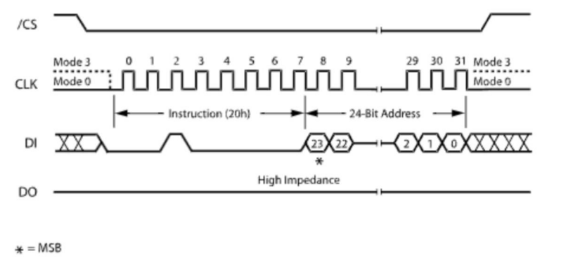 /CS
Mode 3 0 1 2 3 4 5 6 7 8 9 29 30 31 Mode 3
CLK Mode 0 Mode 0
Instruction (20h) 24-Bit Address
DI 23 22 2 1 0
*
High Impedance
DO
* = MSB